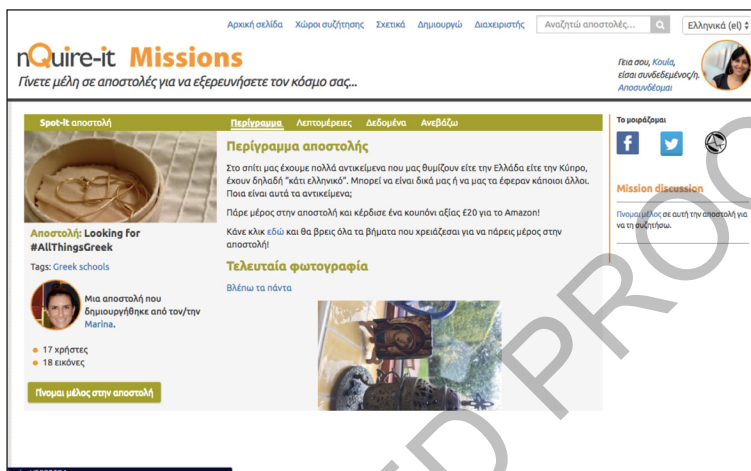 Αρχική σελίδα Χώροι συζήτησης Σχετικά Δημιουργώ Διαχειριστής Αναζητώ αποστολές... Ελληνικά (el)
nQuire-it Missions
Γίνετε μέλη σε αποστολές για να εξερευνήσετε τον κόσμο σας...
Γεια σου, Koula,
είσαι συνδεδεμένος/η.
Αποσυνδέομαι
Spot-It αποστολή
Περίγραμμα Λεπτομέρειες Δεδομένα Ανεβάζω
Περίγραμμα αποστολής
Στο σπίτι μας έχουμε πολλά αντικείμενα που μας θυμίζουν είτε την Ελλάδα είτε την Κύπρο,
έχουν δηλαδή "κάτι ελληνικό". Μπορεί να είναι δικά μας ή να μας τα έφεραν κάποιοι άλλοι.
Ποια είναι αυτά τα αντικείμενα;
Πάρε μέρος στην αποστολή και κέρδισε ένα κουπόνι αξίας £20 για το Amazon!
Κάνε κλικ εδώ και θα βρεις όλα τα βήματα που χρειάζεσαι για να πάρεις μέρος στην
αποστολή!
Τελευταία φωτογραφία
Βλέπω τα πάντα
Αποστολή: Looking for
#AllThingsGreek
Tags: Greek schools
Μια αποστολή που
δημιουργήθηκε από τον/την
Marina.
17 χρήστες
18 εικόνες
Γίνομαι μέλος στην αποστολή
Το μοιράζομαι
Mission discussion
Γίνομαι μέλος σε αυτή την αποστολή για
να τη συζητήσω.